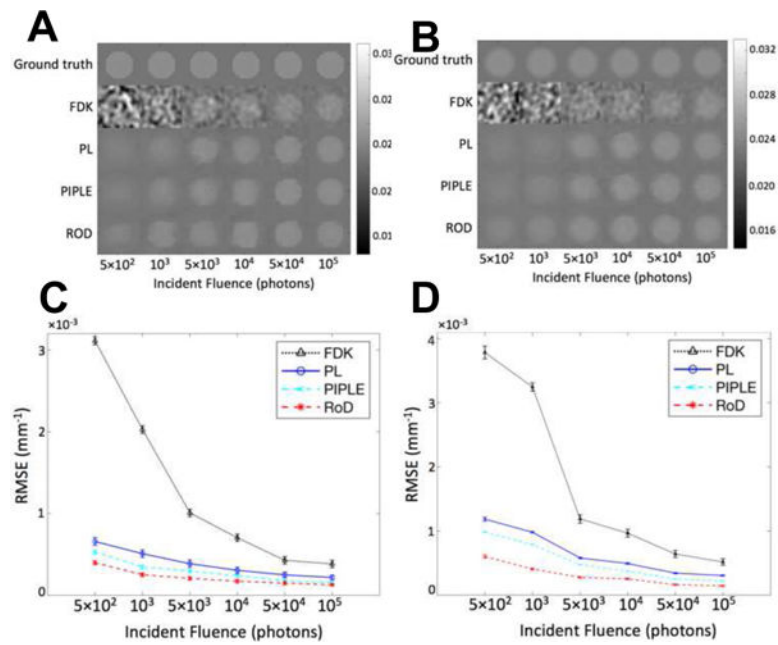 A
Ground truth
FDK
PL
PIPLE
ROD
0.03
0.02
0.02
0.02
0.01
5×10² 10³ 5×10³ 10⁴ 5×10⁴ 10⁵
Incident Fluence (photons)
B
Ground truth
FDK
PL
PIPLE
ROD
0.032
0.028
0.024
0.020
0.016
5×10² 10³ 5×10³ 10⁴ 5×10⁴ 10⁵
Incident Fluence (photons)
C
×10⁻³
3
2
1
0
RMSE (mm⁻¹)
FDK
PL
PIPLE
RoD
5×10² 10³ 5×10³ 10⁴ 5×10⁴ 10⁵
Incident Fluence (photons)
D
×10⁻³
4
3
2
1
0
RMSE (mm⁻¹)
FDK
PL
PIPLE
RoD
5×10² 10³ 5×10³ 10⁴ 5×10⁴ 10⁵
Incident Fluence (photons)